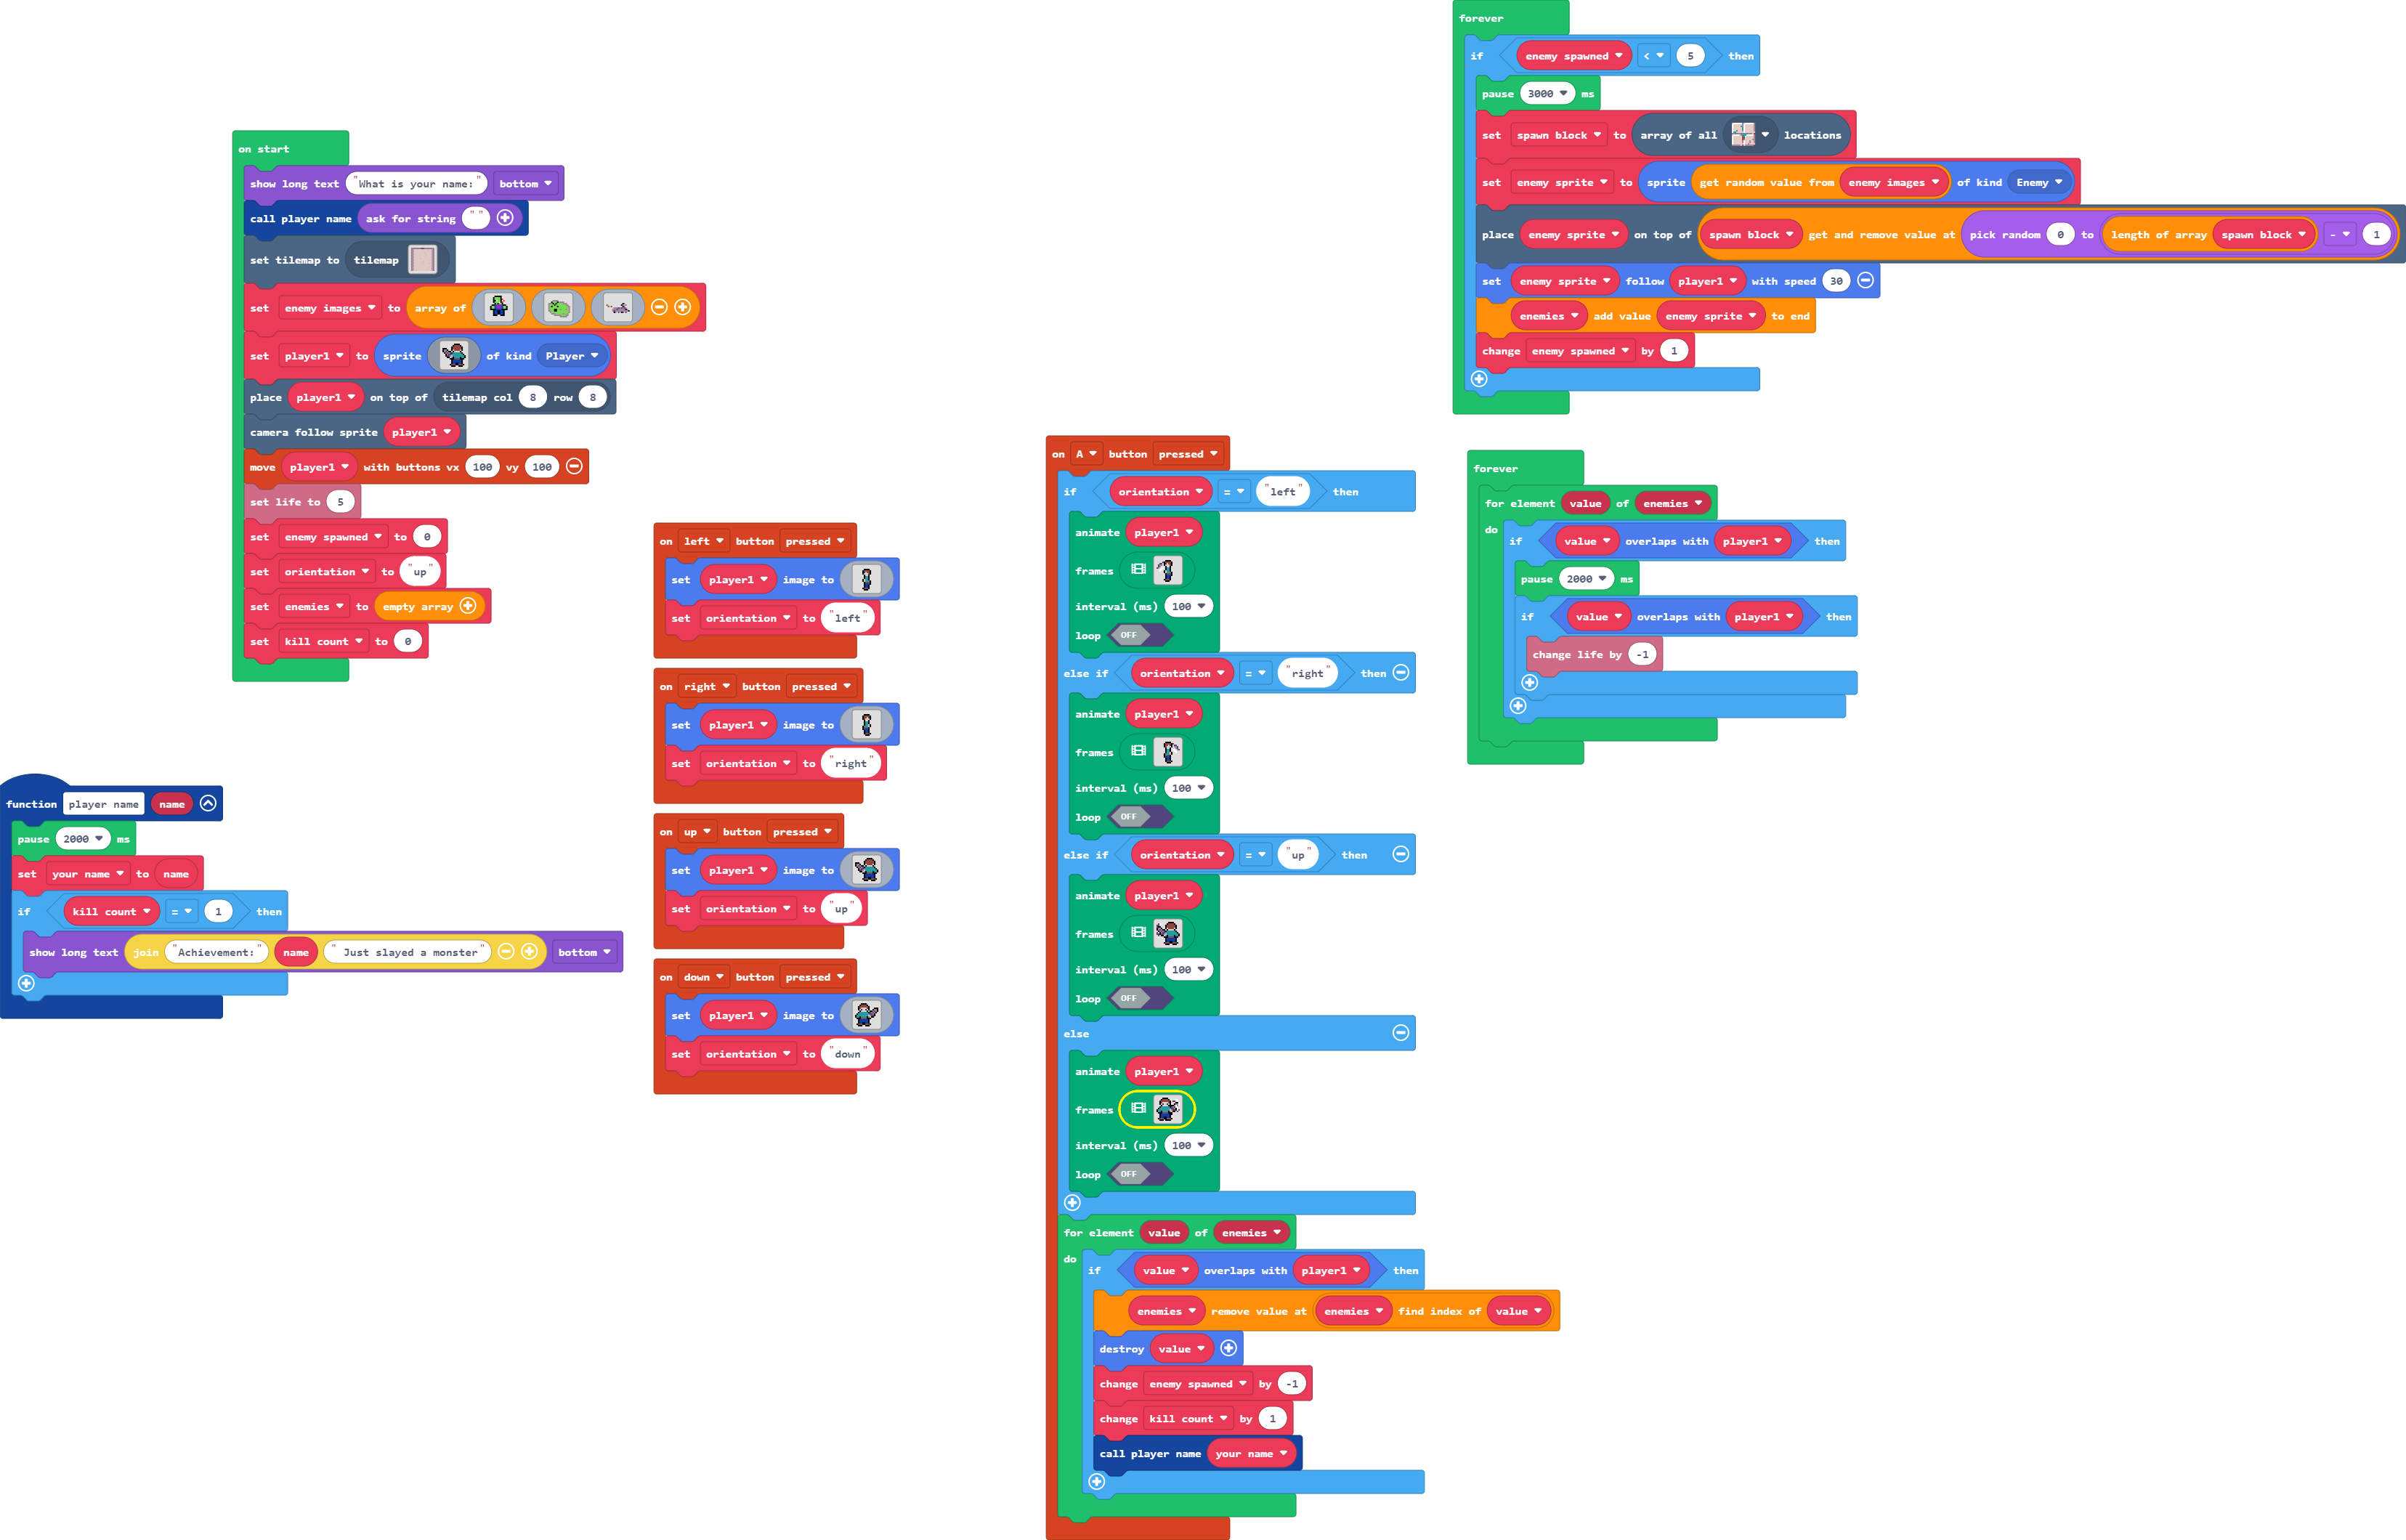 on start
show long text "What is your name:" bottom
call player name ask for string ""
set tilemap to tilemap
set enemy images to array of
set player1 to sprite of kind Player
place player1 on top of tilemap col 8 row 8
camera follow sprite player1
move player1 with buttons vx 100 vy 100
set life to 5
set enemy spawned to 0
set orientation to "up"
set enemies to empty array
set kill count to 0
function player name name
pause 2000 ms
set your name to name
if kill count = 1 then
show long text join "Achievement:" name " Just slayed a monster" bottom
on left button pressed
set player1 image to
set orientation to "left"
on right button pressed
set player1 image to
set orientation to "right"
on up button pressed
set player1 image to
set orientation to "up"
on down button pressed
set player1 image to
set orientation to "down"
on A button pressed
if orientation = "left" then
animate player1
frames
interval (ms) 100
loop OFF
else if orientation = "right" then
animate player1
frames
interval (ms) 100
loop OFF
else if orientation = "up" then
animate player1
frames
interval (ms) 100
loop OFF
else
animate player1
frames
interval (ms) 100
loop OFF
for element value of enemies
do
if value overlaps with player1 then
enemies remove value at enemies find index of value
destroy value
change enemy spawned by -1
change kill count by 1
call player name your name
forever
if enemy spawned < 5 then
pause 3000 ms
set spawn block to array of all locations
set enemy sprite to sprite get random value from enemy images of kind Enemy
place enemy sprite on top of spawn block get and remove value at pick random 0 to length of array spawn block - 1
set enemy sprite follow player1 with speed 30
enemies add value enemy sprite to end
change enemy spawned by 1
forever
for element value of enemies
do
if value overlaps with player1 then
pause 2000 ms
if value overlaps with player1 then
change life by -1